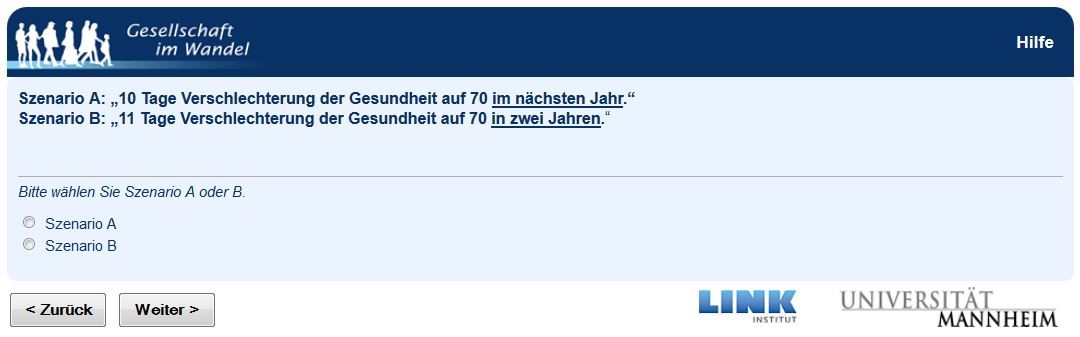 Gesellschaft
im Wandel
Hilfe
Szenario A: „10 Tage Verschlechterung der Gesundheit auf 70 im nächsten Jahr.“
Szenario B: „11 Tage Verschlechterung der Gesundheit auf 70 in zwei Jahren.“
Bitte wählen Sie Szenario A oder B.
Szenario A
Szenario B
< Zurück
Weiter >
LINK
INSTITUT
UNIVERSITÄT
MANNHEIM